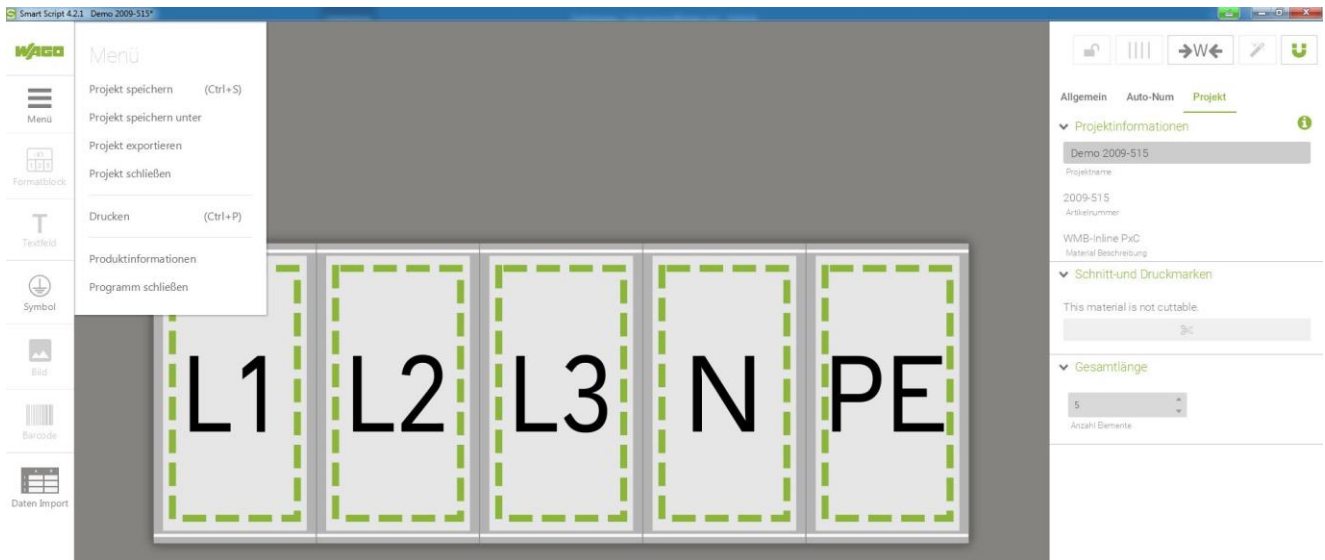 Smart Script 4.2.1 Demo 2009-515*
WAGO
Menü
Formatblock
Textfeld
Symbol
Bild
Barcode
Daten Import
Menü
Projekt speichern (Ctrl+S)
Projekt speichern unter
Projekt exportieren
Projekt schließen
Drucken (Ctrl+P)
Produktinformationen
Programm schließen
L1 L2 L3 N PE
W
Allgemein Auto-Num Projekt
Projektinformationen
Demo 2009-515
Projektname
2009-515
Artikelnummer
WMB-Inline PxC
Material Beschreibung
Schnitt-und Druckmarken
This material is not cuttable.
Gesamtlänge
5
Anzahl Elemente